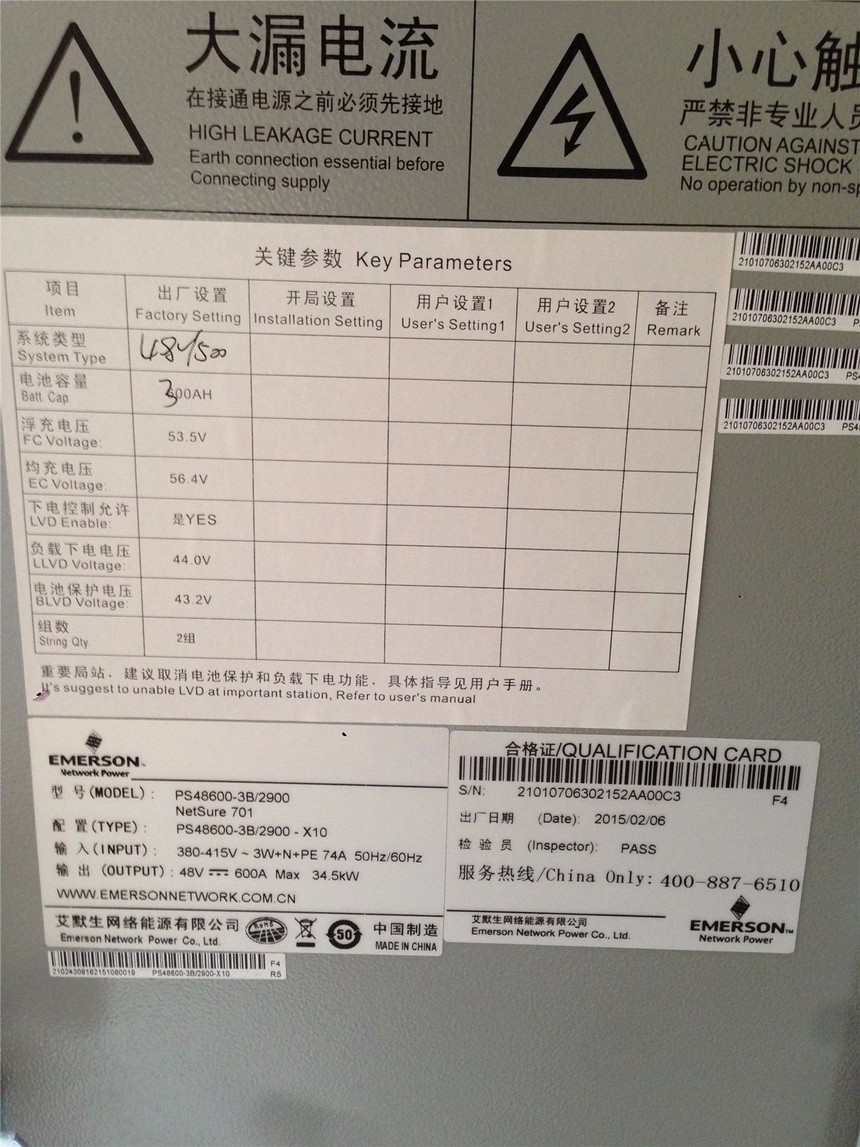 大漏电流
在接通电源之前必须先接地
HIGH LEAKAGE CURRENT
Earth connection essential before
Connecting supply
小心触
严禁非专业人员
CAUTION AGAINST
ELECTRIC SHOCK
No operation by non-sp
21010706302152AA00C3
21010706302152AA00C3 P
21010706302152AA00C3 PS4
21010706302152AA00C3 PS48
关键参数 Key Parameters
项目 出厂设置 开局设置 用户设置1 用户设置2 备注
Item Factory Setting Installation Setting User's Setting1 User's Setting2 Remark
系统类型
System Type
电池容量 00AH
Batt Cap
浮充电压 53.5V
FC Voltage:
均充电压 56.4V
EC Voltage:
下电控制允许 是YES
LVD Enable:
负载下电电压 44.0V
LLVD Voltage:
电池保护电压 43.2V
BLVD Voltage:
组数 2组
String Qty
重要局站，建议取消电池保护和负载下电功能，具体指导见用户手册。
It's suggest to unable LVD at important station, Refer to user's manual
EMERSON™
Network Power
型 号(MODEL)： PS48600-3B/2900
NetSure 701
配 置(TYPE)： PS48600-3B/2900 - X10
输 入(INPUT)： 380-415V ~ 3W+N+PE 74A 50Hz/60Hz
输 出(OUTPUT)：48V 600A Max 34.5kW
WWW.EMERSONNETWORK.COM.CN
艾默生网络能源有限公司
Emerson Network Power Co., Ltd.
RoHS
50
中国制造
MADE IN CHINA
21024009162151080019 PS48600-3B/2900-X10
F4
R5
合格证/QUALIFICATION CARD
S/N: 21010706302152AA00C3 F4
出厂日期 (Date): 2015/02/06
检 验 员 (Inspector): PASS
服务热线/China Only: 400-887-6510
艾默生网络能源有限公司
Emerson Network Power Co., Ltd.
EMERSON™
Network Power